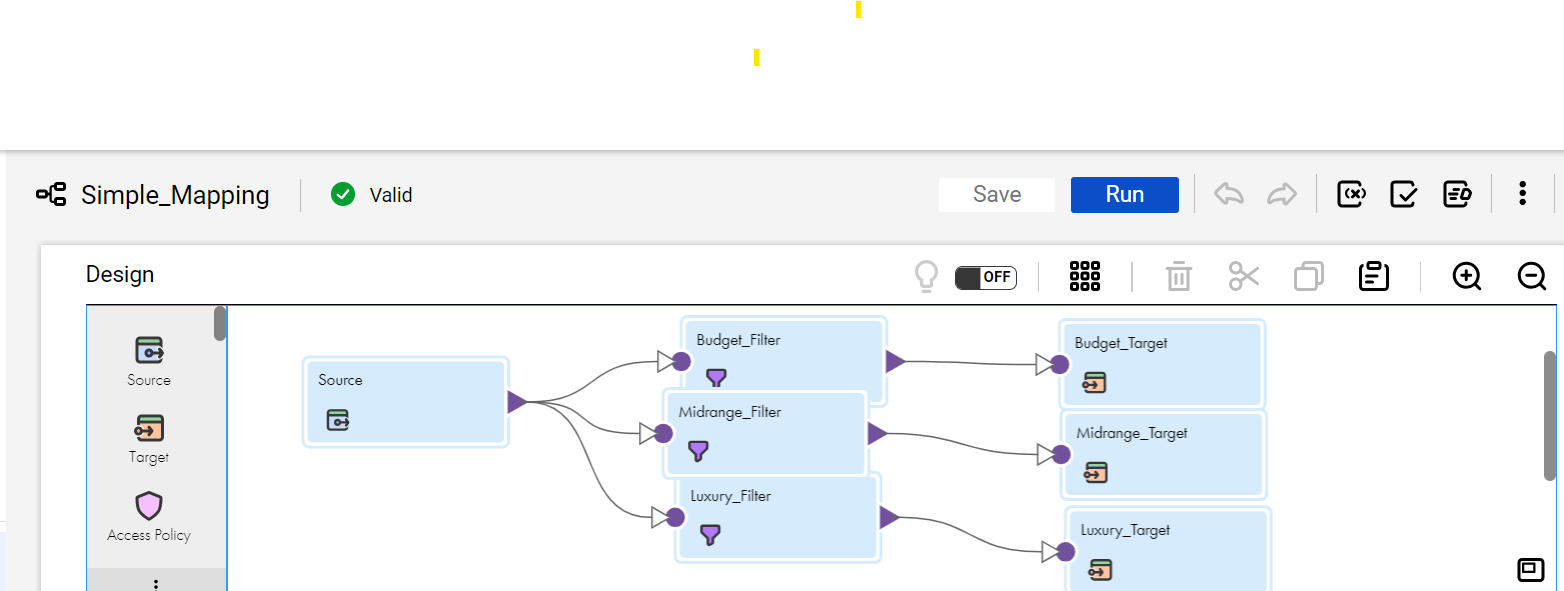 Simple_Mapping
Valid
Save
Run
Design
OFF
Source
Target
Access Policy
Source
Budget_Filter
Midrange_Filter
Luxury_Filter
Budget_Target
Midrange_Target
Luxury_Target